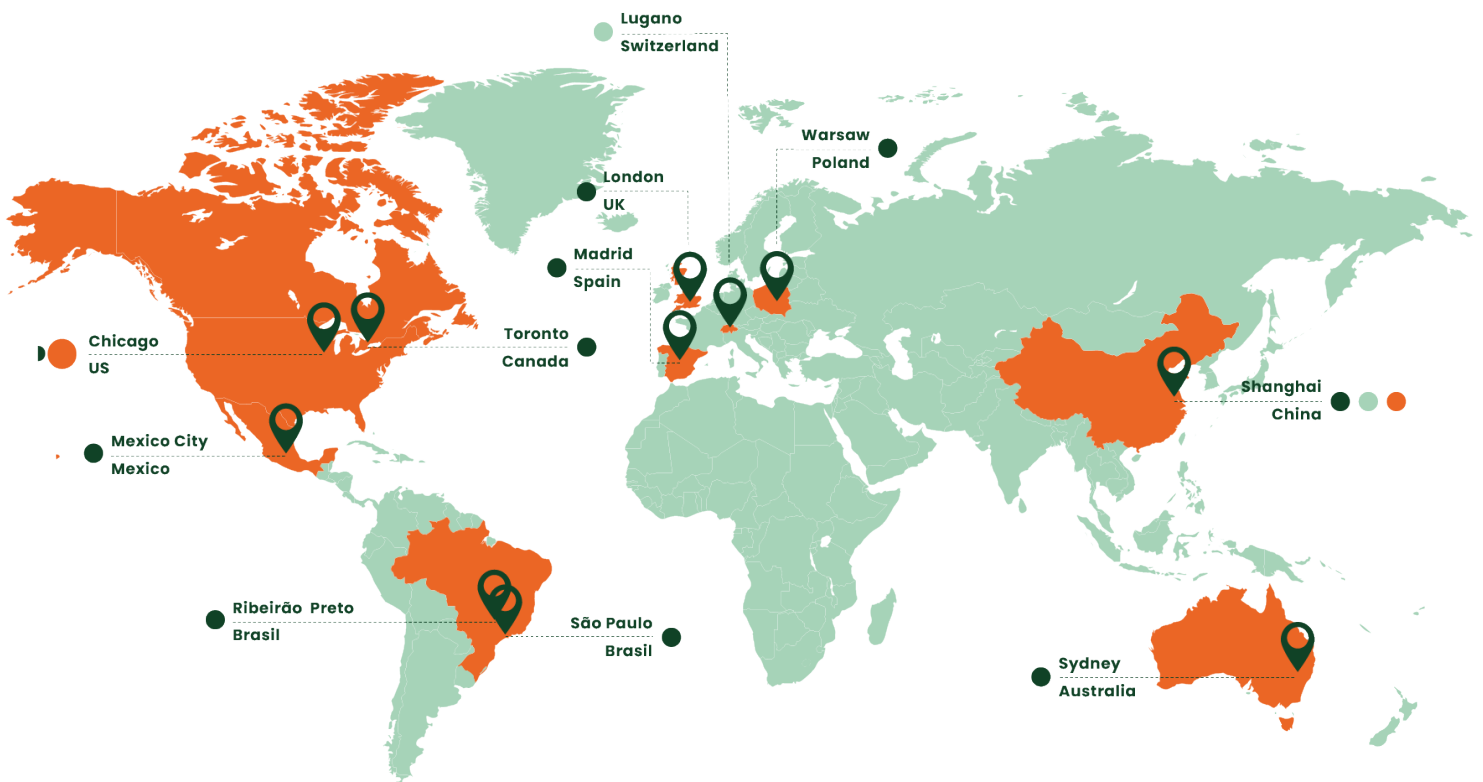 Lugano
Switzerland
Warsaw
Poland
London
UK
Madrid
Spain
Chicago
US
Toronto
Canada
Shanghai
China
Mexico City
Mexico
Ribeirão Preto
Brasil
São Paulo
Brasil
Sydney
Australia